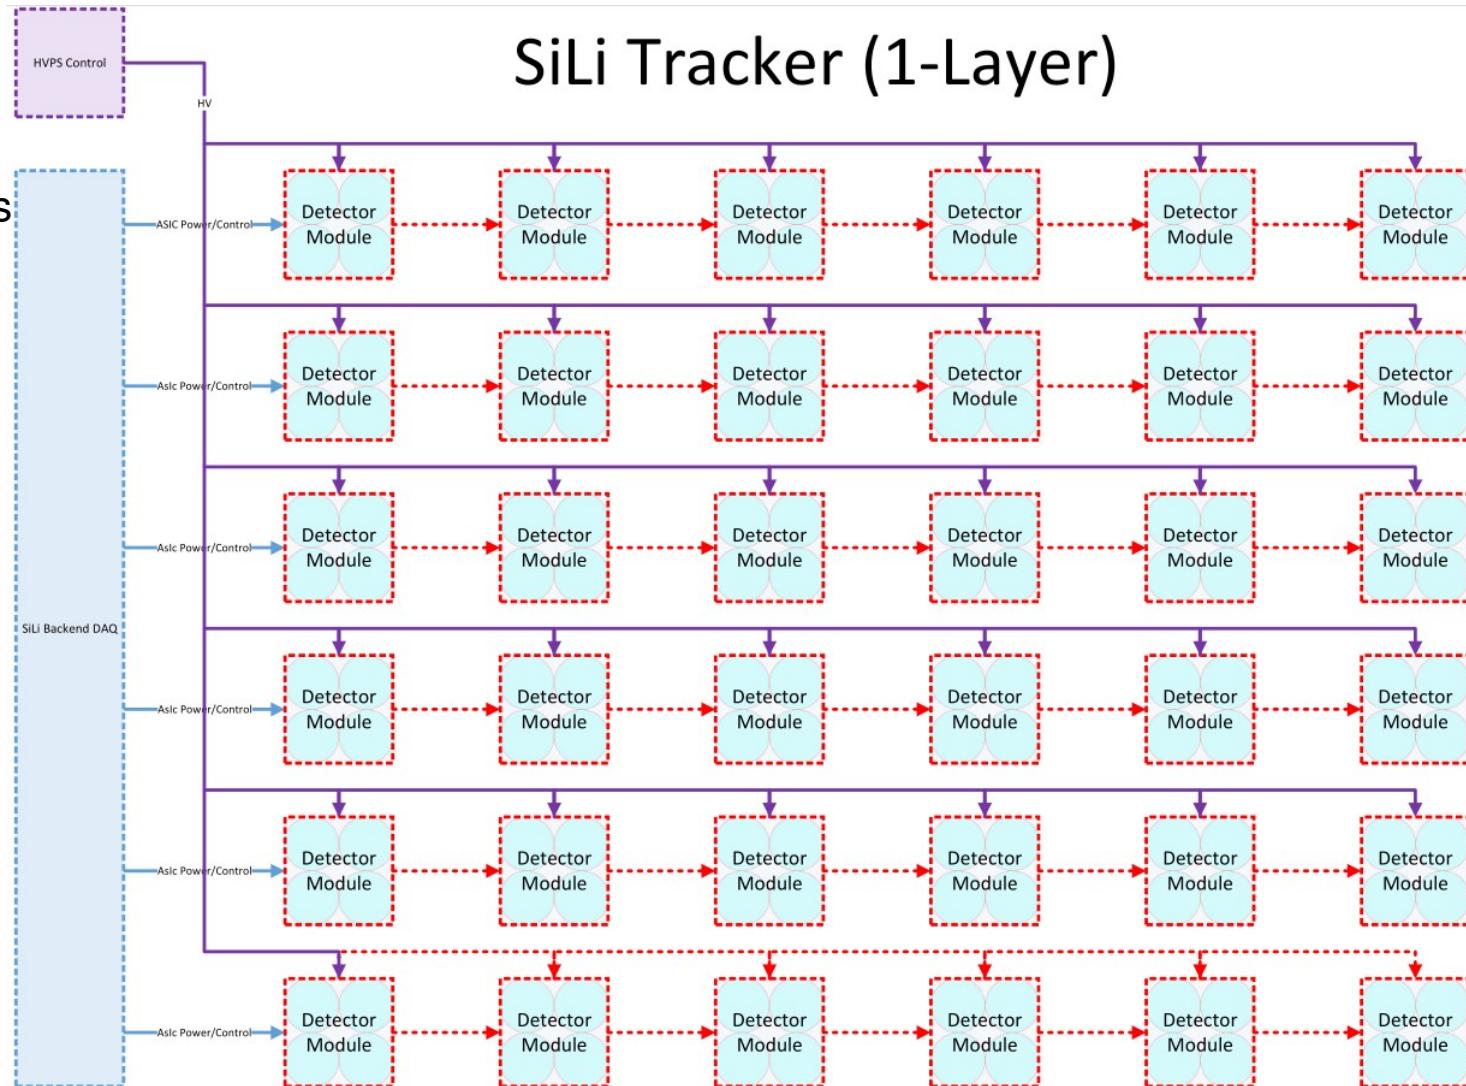 SiLi Tracker (1-Layer)
HVPS Control
HV
s
SiLi Backend DAQ
ASIC Power/Control
Detector Module
Detector Module
Detector Module
Detector Module
Detector Module
Detector Module
AsIc Power/Control
Detector Module
Detector Module
Detector Module
Detector Module
Detector Module
Detector Module
AsIc Power/Control
Detector Module
Detector Module
Detector Module
Detector Module
Detector Module
Detector Module
AsIc Power/Control
Detector Module
Detector Module
Detector Module
Detector Module
Detector Module
Detector Module
AsIc Power/Control
Detector Module
Detector Module
Detector Module
Detector Module
Detector Module
Detector Module
AsIc Power/Control
Detector Module
Detector Module
Detector Module
Detector Module
Detector Module
Detector Module